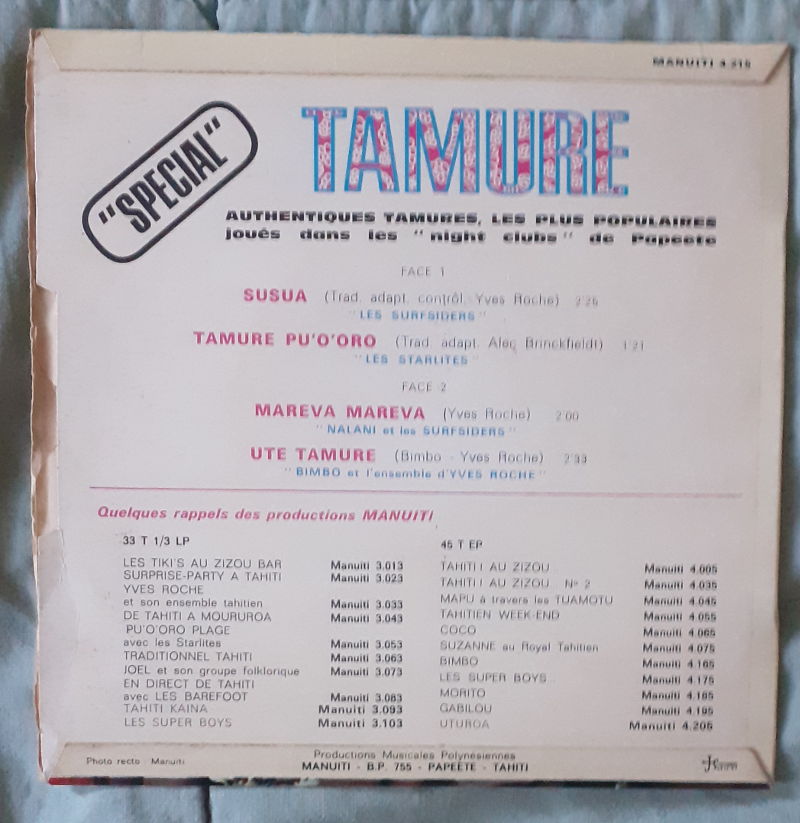 MANUITI 4.215
"SPECIAL"
TAMURE
AUTHENTIQUES TAMURES, LES PLUS POPULAIRES
joués dans les "night clubs" de Papeete
FACE 1
SUSUA (Trad. adapt. contrôl. Yves Roche) 2'25
"LES SURFSIDERS"
TAMURE PU'O'ORO (Trad. adapt. Alec Brinckfieldt) 1'21
"LES STARLITES"
FACE 2
MAREVA MAREVA (Yves Roche) 2'00
"NALANI et les SURFSIDERS"
UTE TAMURE (Bimbo - Yves Roche) 2'33
"BIMBO et l'ensemble d'YVES ROCHE"
Quelques rappels des productions MANUITI
33 T 1/3 LP
LES TIKI'S AU ZIZOU BAR Manuiti 3.013
SURPRISE-PARTY A TAHITI Manuiti 3.023
YVES ROCHE
et son ensemble tahitien Manuiti 3.033
DE TAHITI A MOURUROA Manuiti 3.043
PU'O'ORO PLAGE
avec les Starlites Manuiti 3.053
TRADITIONNEL TAHITI Manuiti 3.063
JOEL et son groupe folklorique Manuiti 3.073
EN DIRECT DE TAHITI
avec LES BAREFOOT Manuiti 3.083
TAHITI KAINA Manuiti 3.093
LES SUPER BOYS Manuiti 3.103
45 T EP
TAHITI ! AU ZIZOU Manuiti 4.005
TAHITI ! AU ZIZOU N° 2 Manuiti 4.035
MAPU à travers les TUAMOTU Manuiti 4.045
TAHITIEN WEEK-END Manuiti 4.055
COCO Manuiti 4.065
SUZANNE au Royal Tahitien Manuiti 4.075
BIMBO Manuiti 4.165
LES SUPER BOYS Manuiti 4.175
MORITO Manuiti 4.185
GABILOU Manuiti 4.195
UTUROA Manuiti 4.205
Photo recto : Manuiti
Productions Musicales Polynésiennes
MANUITI - B.P. 755 - PAPEETE - TAHITI